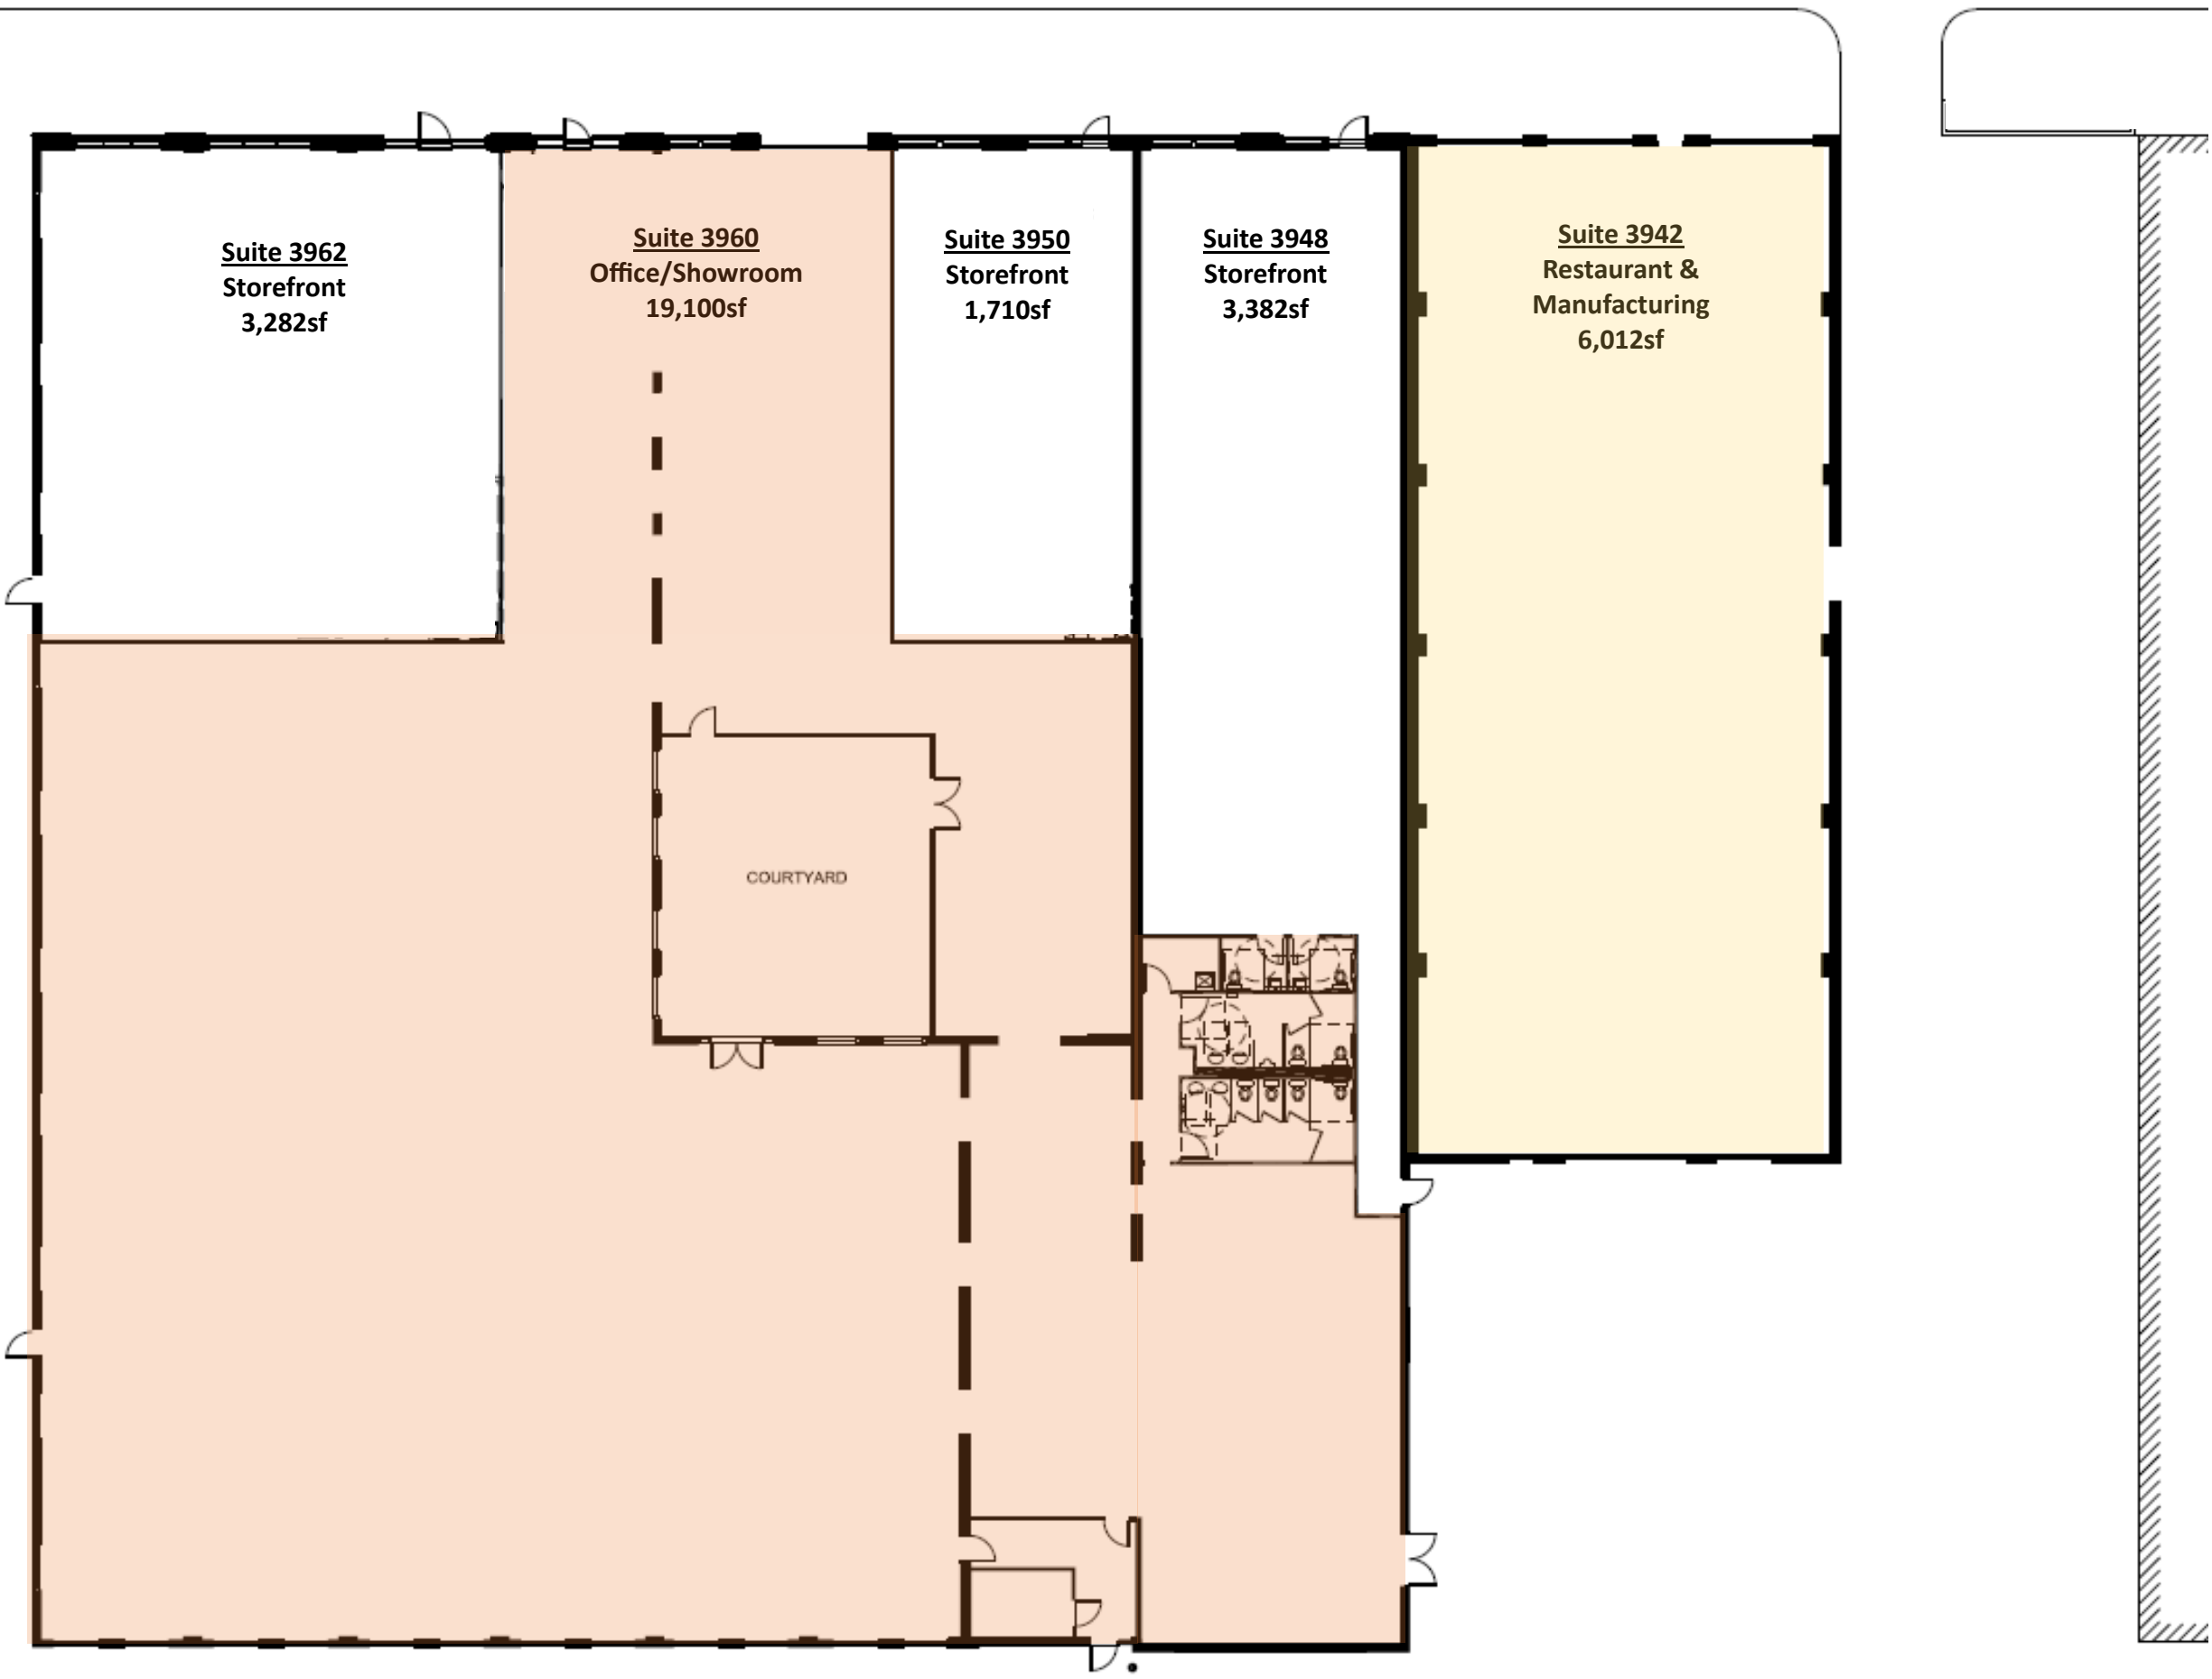 Suite 3962
Storefront
3,282sf
Suite 3960
Office/Showroom
19,100sf
Suite 3950
Storefront
1,710sf
Suite 3948
Storefront
3,382sf
Suite 3942
Restaurant &
Manufacturing
6,012sf
COURTYARD